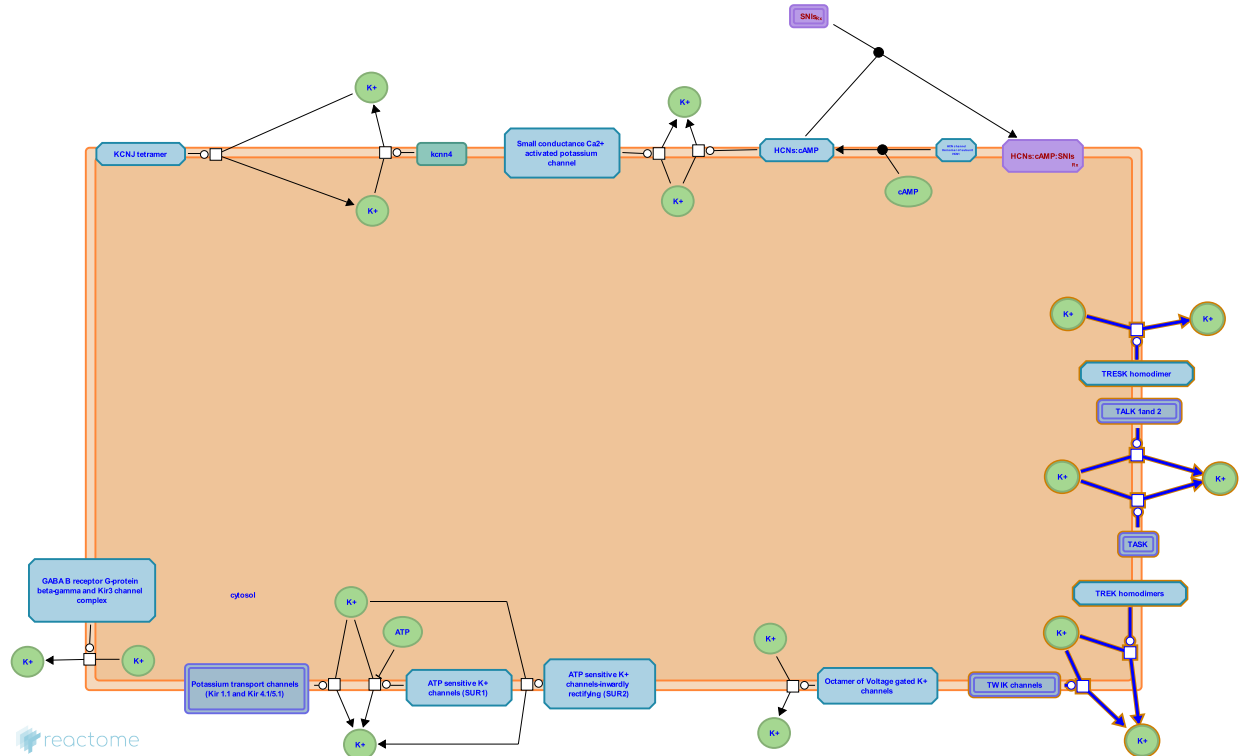 SNIs Rx
K+
K+
KCNJ tetramer
kcnn4
Small conductance Ca2+
activated potassium
channel
HCNs:cAMP
HCNs:cAMP:SNIs
Rx
K+
K+
cAMP
K+
K+
TRESK homodimer
TALK 1and 2
K+
K+
TASK
GABA B receptor G-protein
beta-gamma and Kir3 channel
complex
cytosol
TREK homodimers
K+
ATP
K+
K+
K+
K+
Potassium transport channels
(Kir 1.1 and Kir 4.1/5.1)
ATP sensitive K+
channels (SUR1)
ATP sensitive K+
channels-inwardly
rectifying (SUR2)
Octamer of Voltage gated K+
channels
TWIK channels
K+
K+
K+
reactome